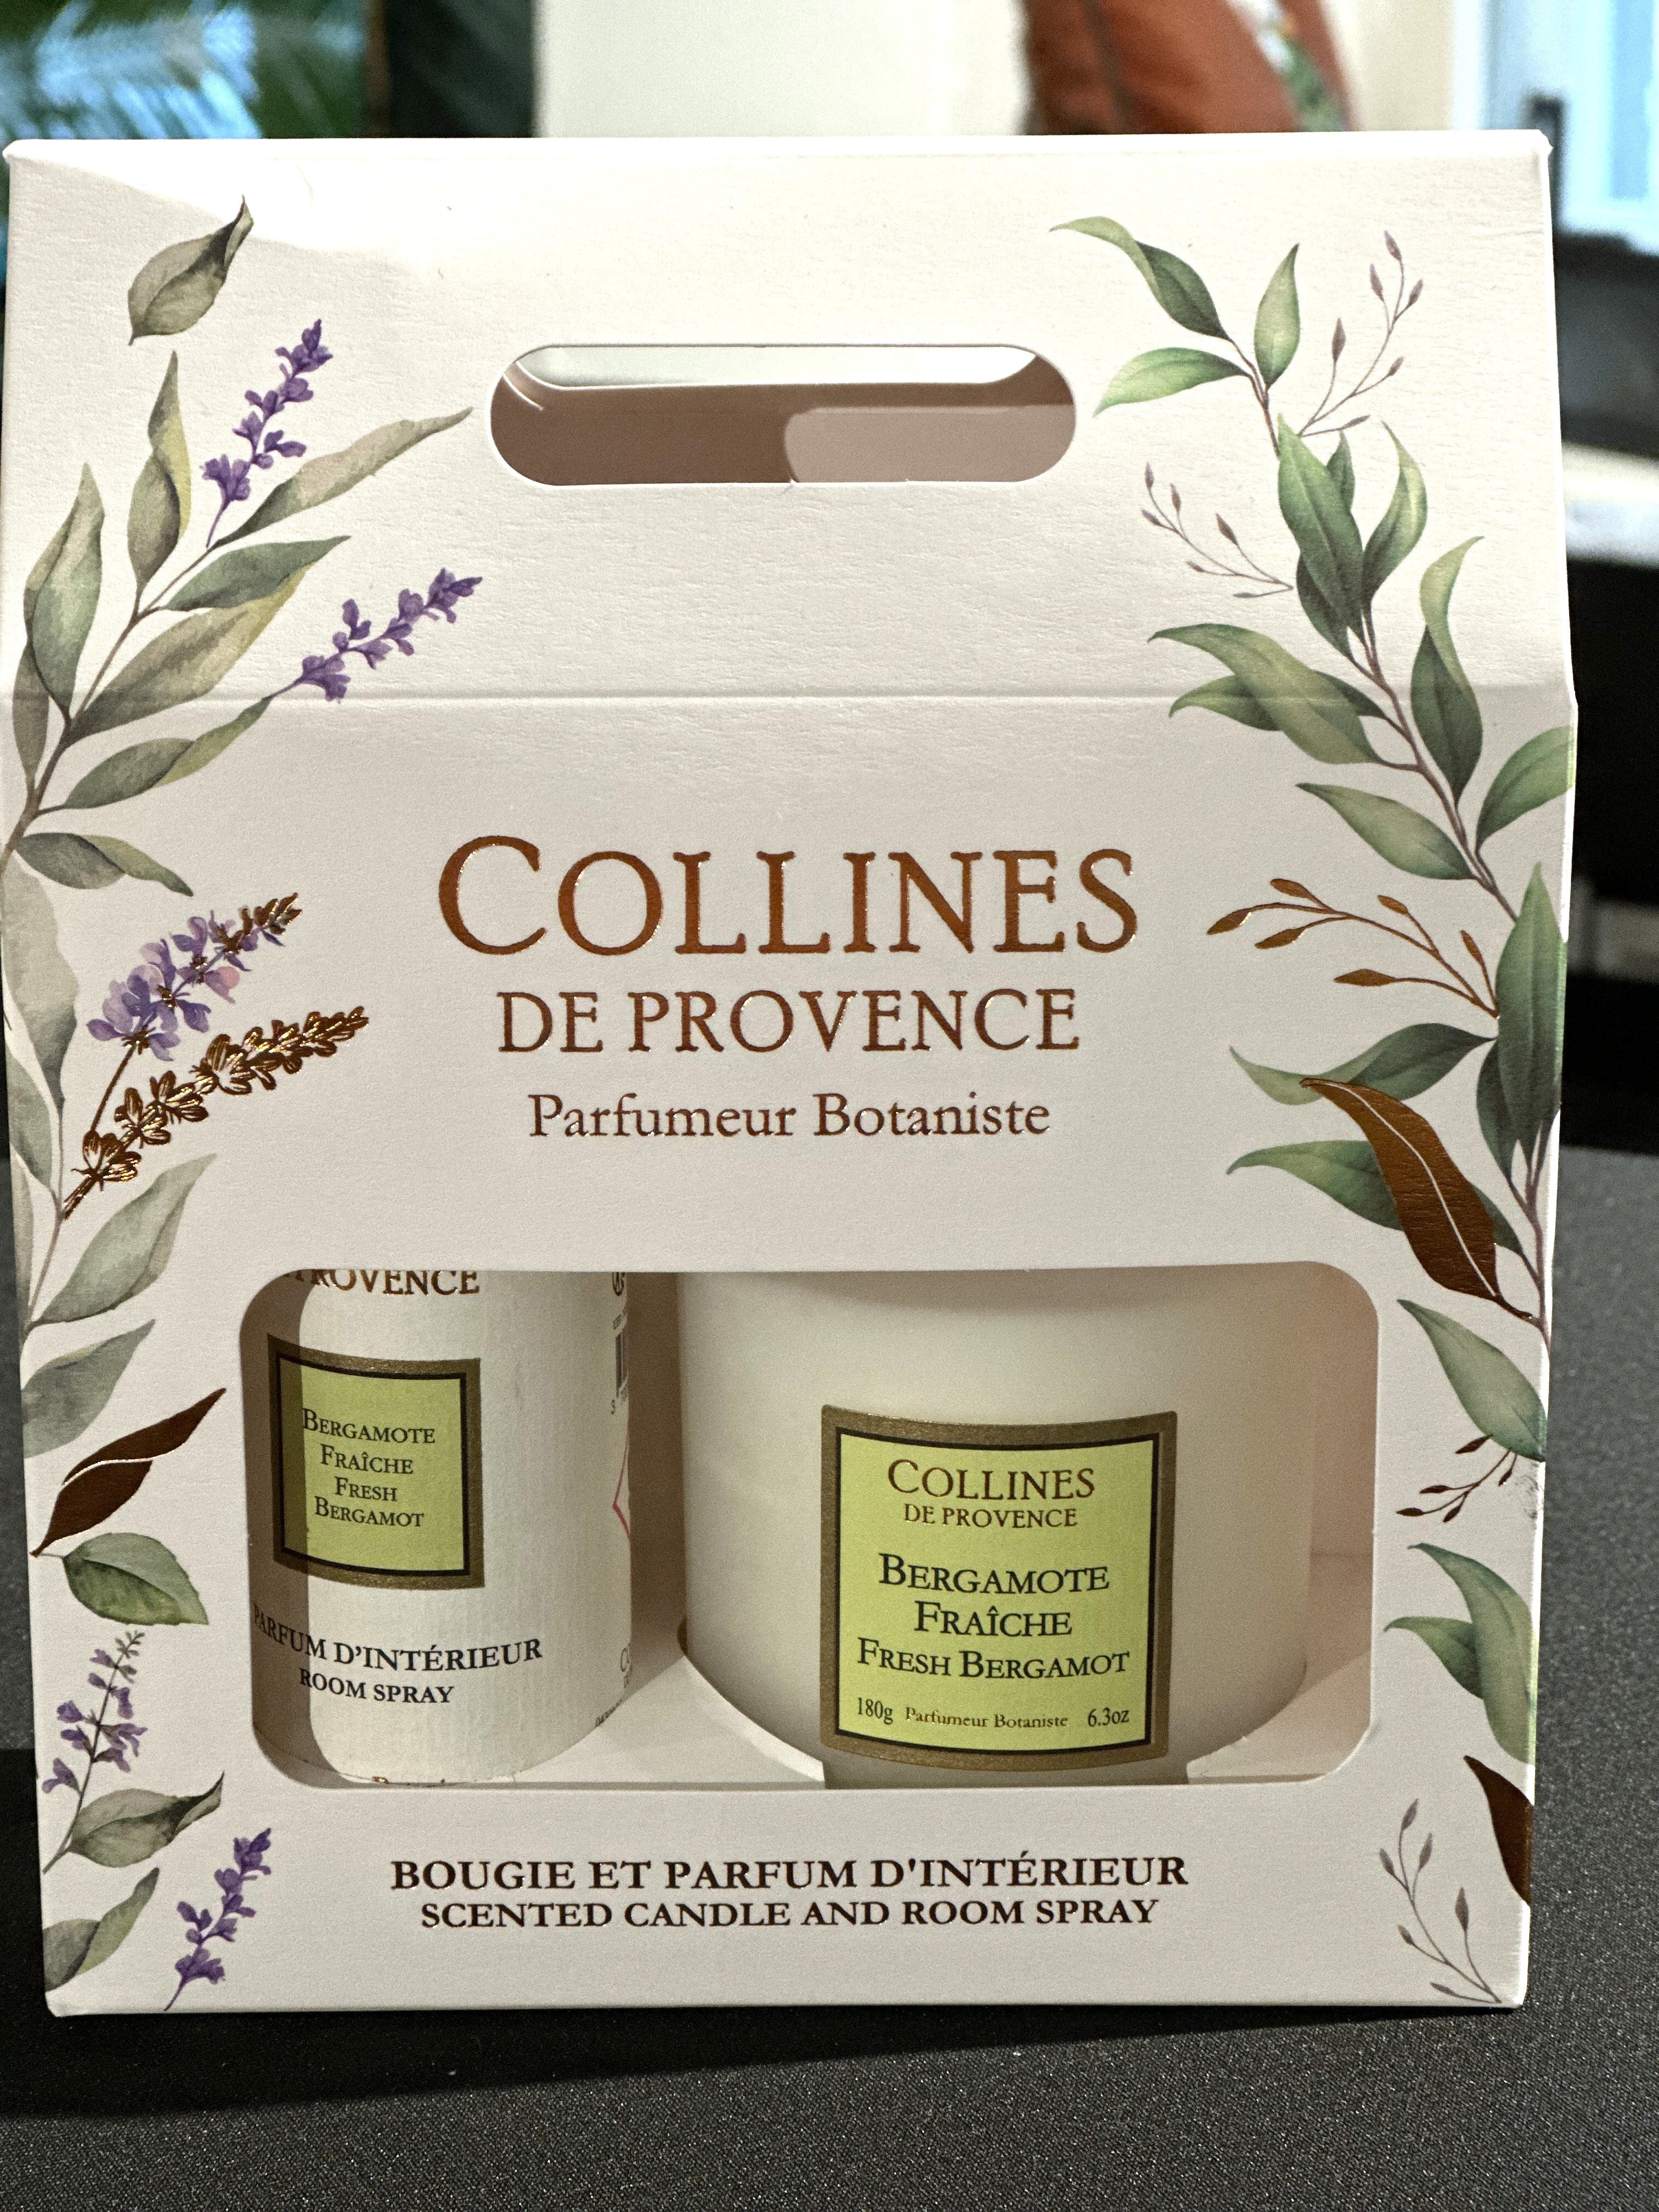 COLLINES
DE PROVENCE
Parfumeur Botaniste
PROVENCE
BERGAMOTE
FRAÎCHE
FRESH
BERGAMOT
PARFUM D'INTÉRIEUR
ROOM SPRAY
COLLINES
DE PROVENCE
BERGAMOTE
FRAÎCHE
FRESH BERGAMOT
180g Parfumeur Botaniste 6.3oz
BOUGIE ET PARFUM D'INTÉRIEUR
SCENTED CANDLE AND ROOM SPRAY